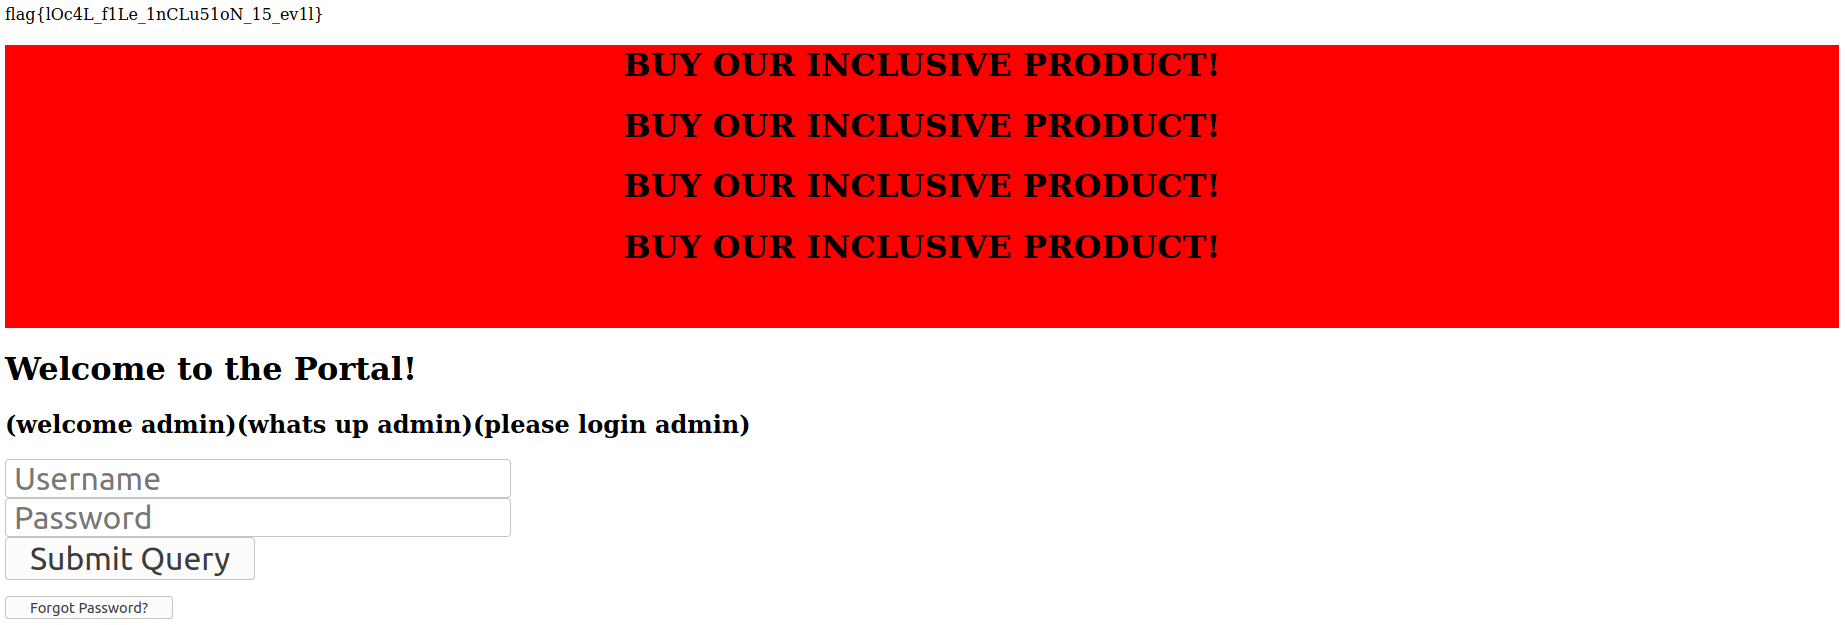 flag{lOc4L_f1Le_1nCLu51oN_15_ev1l}
BUY OUR INCLUSIVE PRODUCT!
BUY OUR INCLUSIVE PRODUCT!
BUY OUR INCLUSIVE PRODUCT!
BUY OUR INCLUSIVE PRODUCT!
Welcome to the Portal!
(welcome admin)(whats up admin)(please login admin)
Username
Password
Submit Query
Forgot Password?